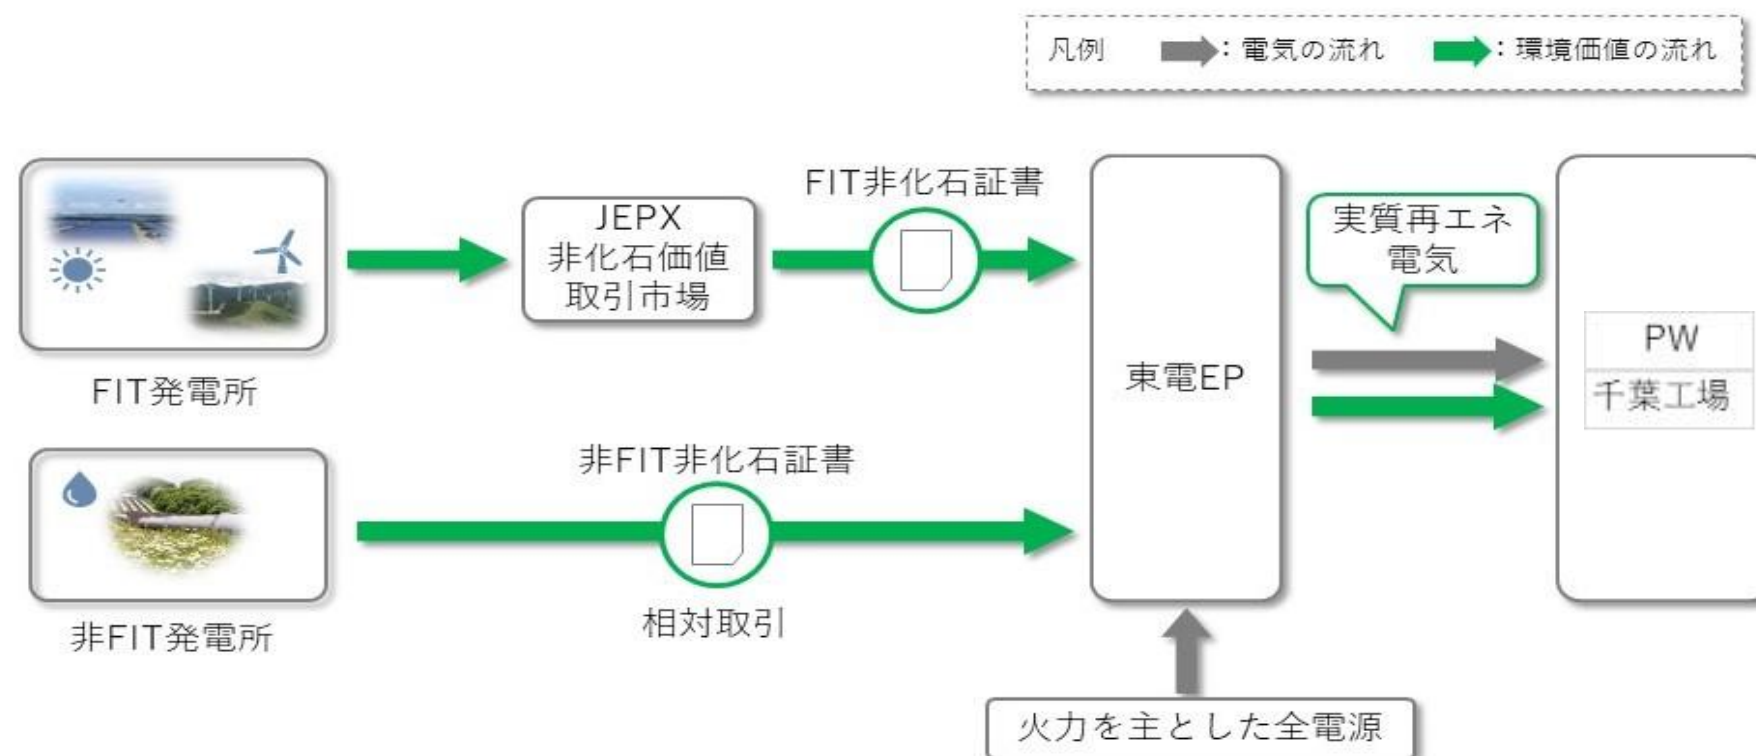 凡例
：電気の流れ
：環境価値の流れ
FIT非化石証書
JEPX
非化石価値
取引市場
実質再エネ
電気
FIT発電所
東電EP
PW
千葉工場
非FIT非化石証書
相対取引
非FIT発電所
火力を主とした全電源